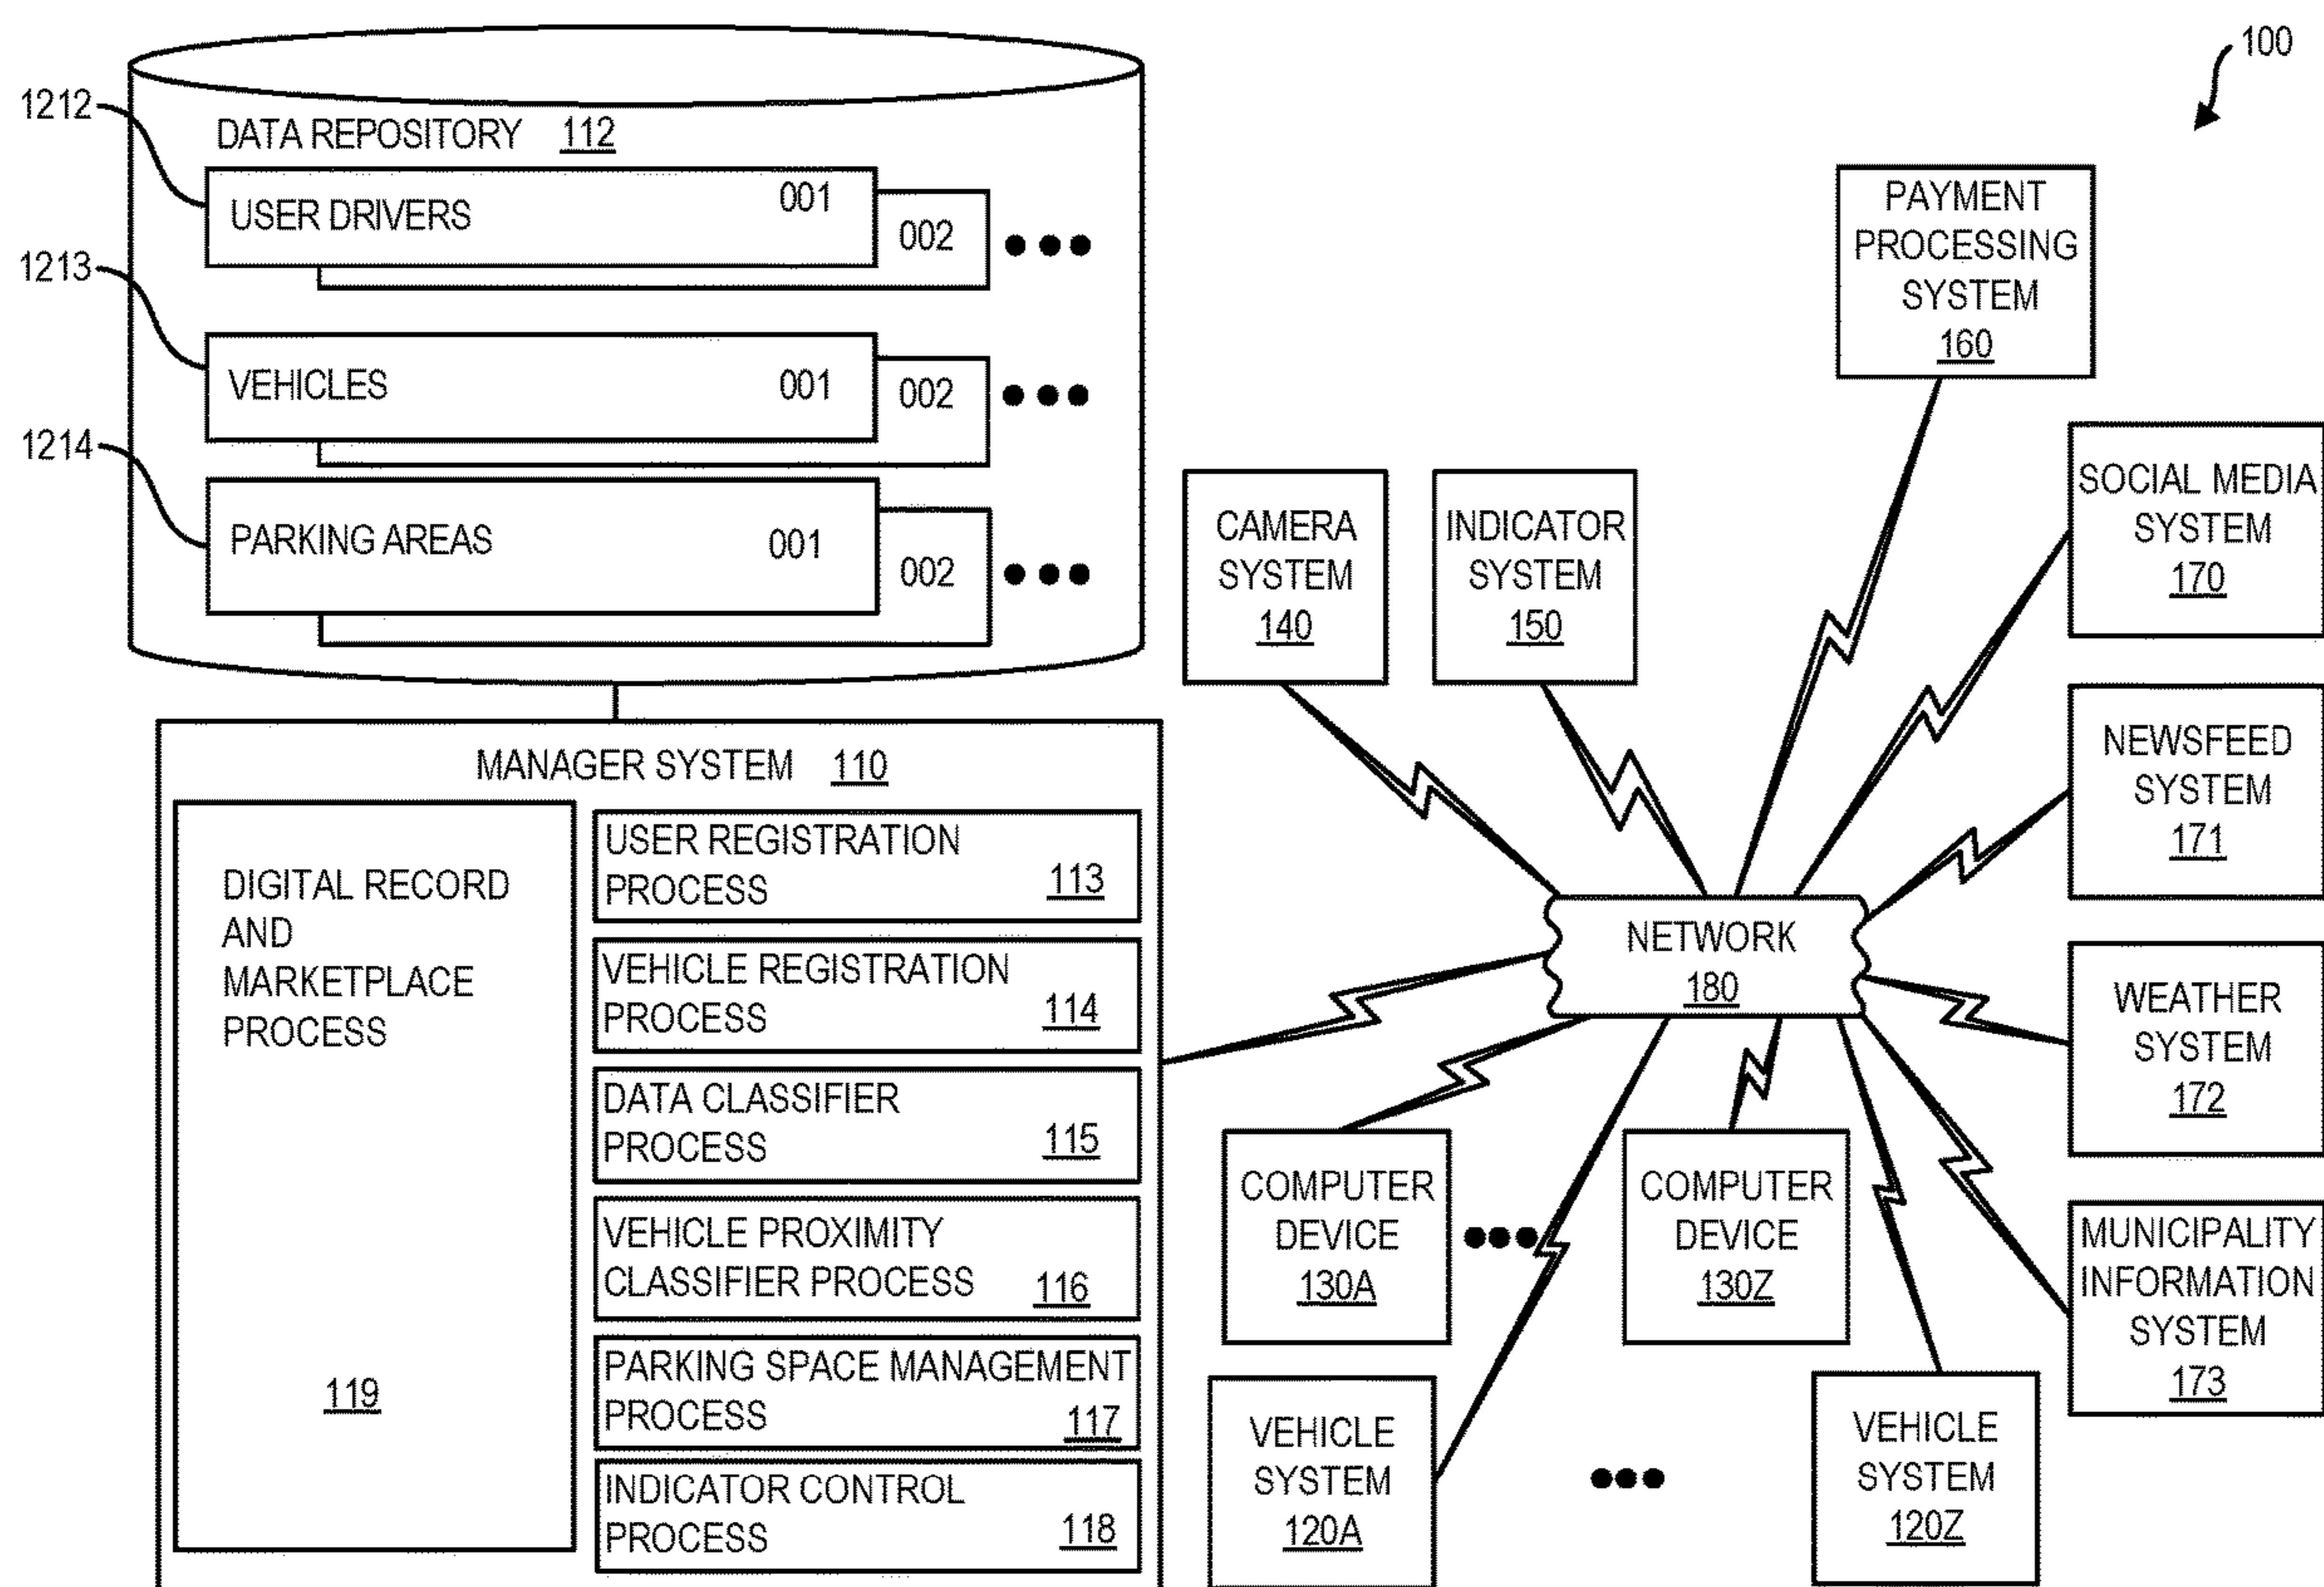 100
1212
DATA REPOSITORY 112
USER DRIVERS 001
002
1213
VEHICLES 001
002
1214
PARKING AREAS 001
002
MANAGER SYSTEM 110
DIGITAL RECORD
AND
MARKETPLACE
PROCESS
119
USER REGISTRATION
PROCESS 113
VEHICLE REGISTRATION
PROCESS 114
DATA CLASSIFIER
PROCESS 115
VEHICLE PROXIMITY
CLASSIFIER PROCESS 116
PARKING SPACE MANAGEMENT
PROCESS 117
INDICATOR CONTROL
PROCESS 118
CAMERA
SYSTEM
140
INDICATOR
SYSTEM
150
PAYMENT
PROCESSING
SYSTEM
160
SOCIAL MEDIA
SYSTEM
170
NEWSFEED
SYSTEM
171
WEATHER
SYSTEM
172
MUNICIPALITY
INFORMATION
SYSTEM
173
NETWORK
180
COMPUTER
DEVICE
130A
COMPUTER
DEVICE
130Z
VEHICLE
SYSTEM
120A
VEHICLE
SYSTEM
120Z